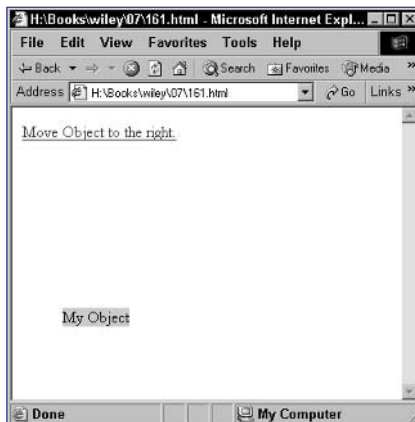 H:\Books\wiley\07\161.html - Microsoft Internet Expl...
File Edit View Favorites Tools Help
Back Search Favorites Media »
Address H:\Books\wiley\07\161.html Go Links »
Move Object to the right.
My Object
Done My Computer